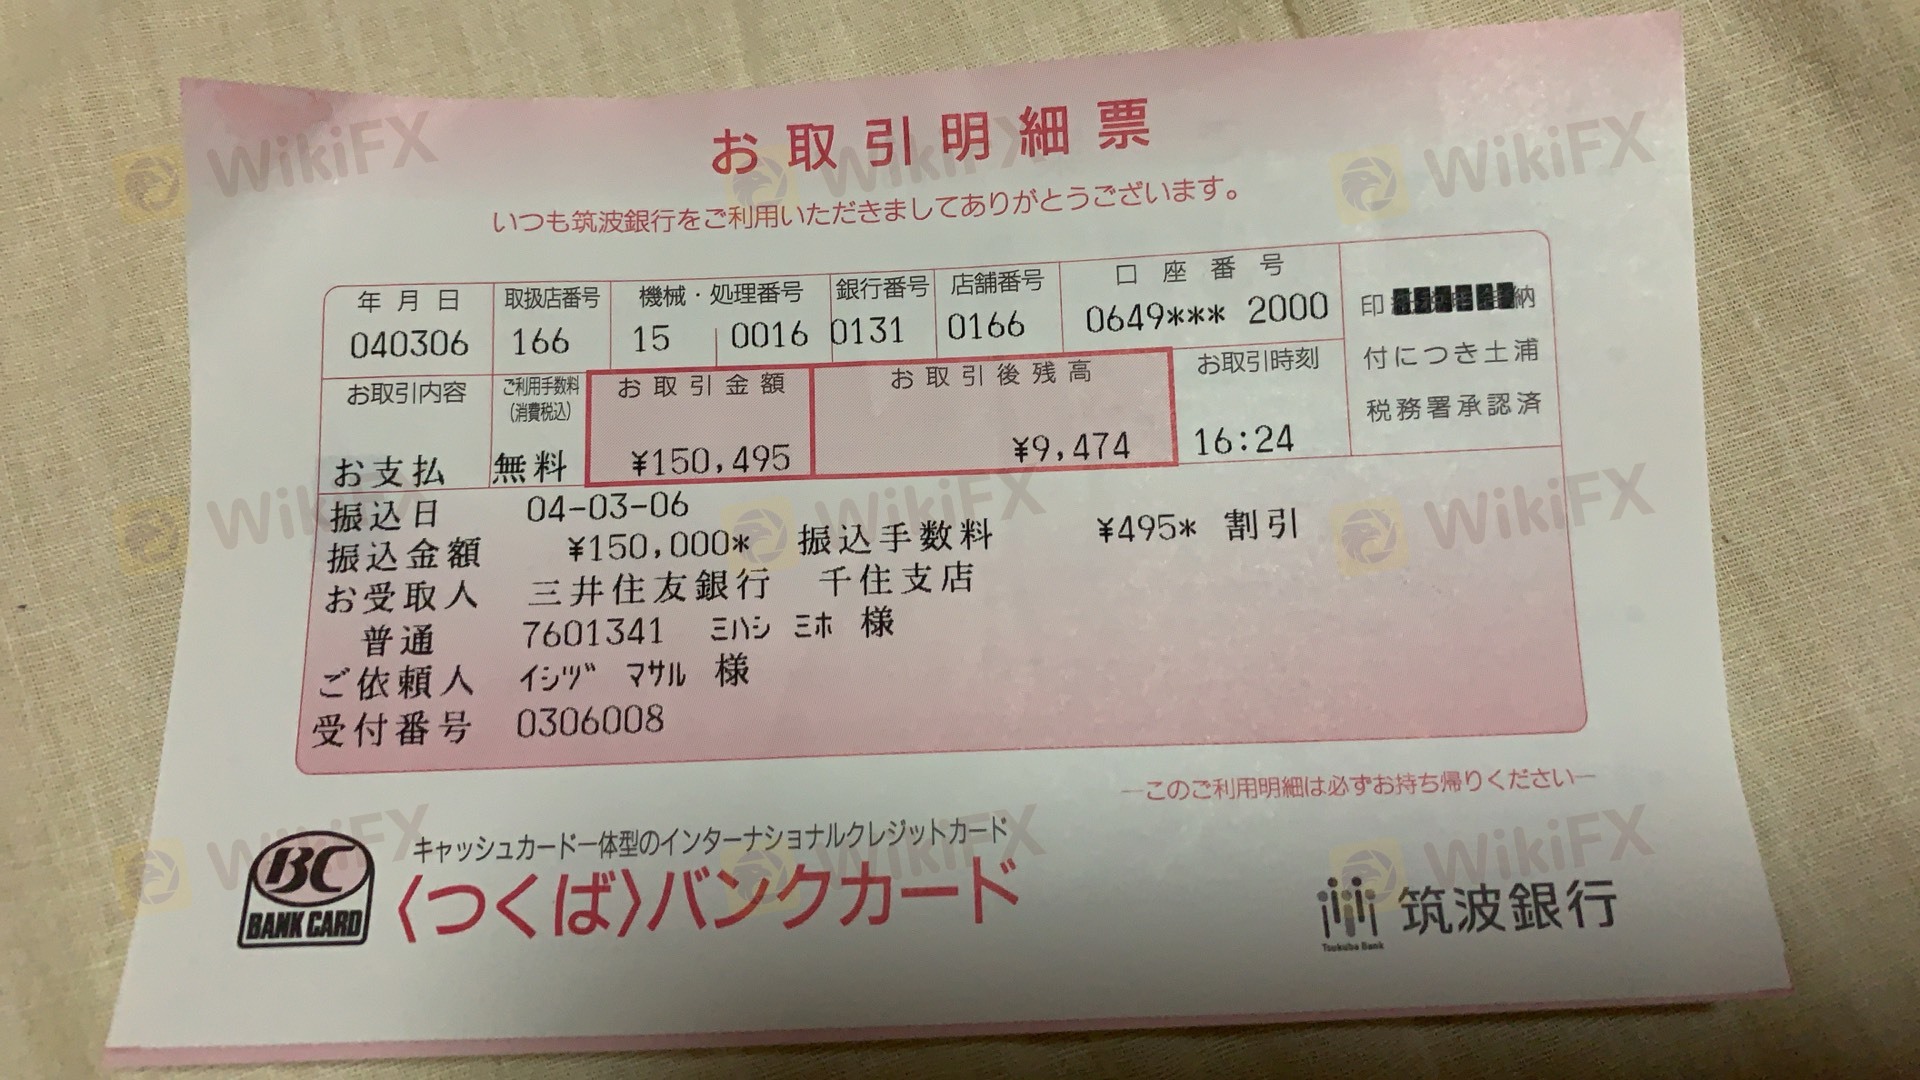 お取引明細票
いつも筑波銀行をご利用いただきましてありがとうございます。
年月日 取扱店番号 機械・処理番号 銀行番号 店舗番号 口座番号
040306 166 15 0016 0131 0166 0649*** 2000
印 納
付につき土浦
税務署承認済
お取引内容 ご利用手数料(消費税込) お取引金額 お取引後残高 お取引時刻
お支払 無料 ¥150,495 ¥9,474 16:24
振込日 04-03-06
振込金額 ¥150,000* 振込手数料 ¥495* 割引
お受取人 三井住友銀行 千住支店
普通 7601341 ﾐﾊｼ ﾐﾎ 様
ご依頼人 ｲｼﾂﾞ ﾏｻﾙ 様
受付番号 0306008
―このご利用明細は必ずお持ち帰りください―
BC
BANK CARD
キャッシュカード一体型のインターナショナルクレジットカード
〈つくば〉バンクカード
Tsukuba Bank
筑波銀行
WikiFX
WikiFX
WikiFX
WikiFX
WikiFX
WikiFX
WikiFX
WikiFX
WikiFX